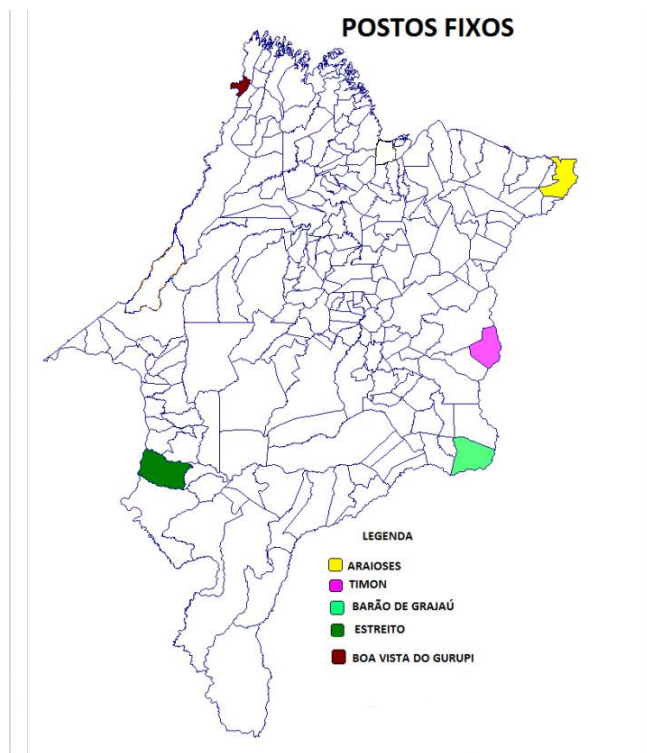 POSTOS FIXOS
LEGENDA
ARAIOSES
TIMON
BARÃO DE GRAJAÚ
ESTREITO
BOA VISTA DO GURUPI